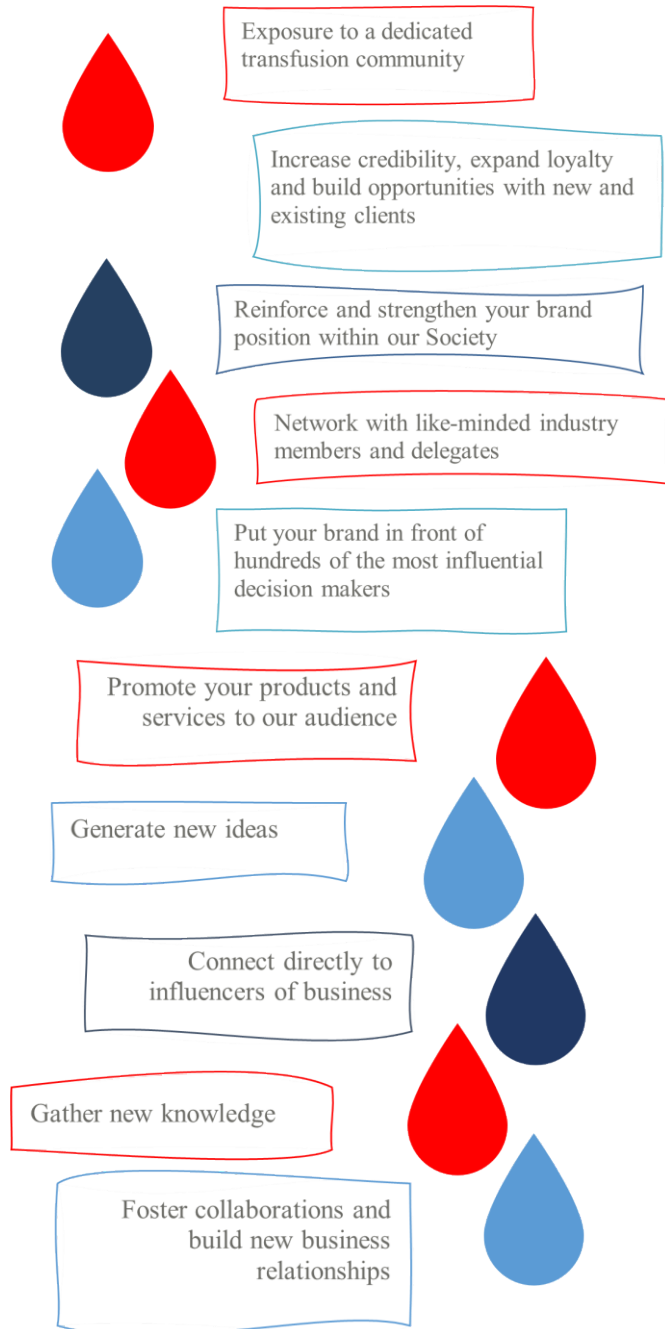 Exposure to a dedicated
transfusion community
Increase credibility, expand loyalty
and build opportunities with new and
existing clients
Reinforce and strengthen your brand
position within our Society
Network with like-minded industry
members and delegates
Put your brand in front of
hundreds of the most influential
decision makers
Promote your products and
services to our audience
Generate new ideas
Connect directly to
influencers of business
Gather new knowledge
Foster collaborations and
build new business
relationships